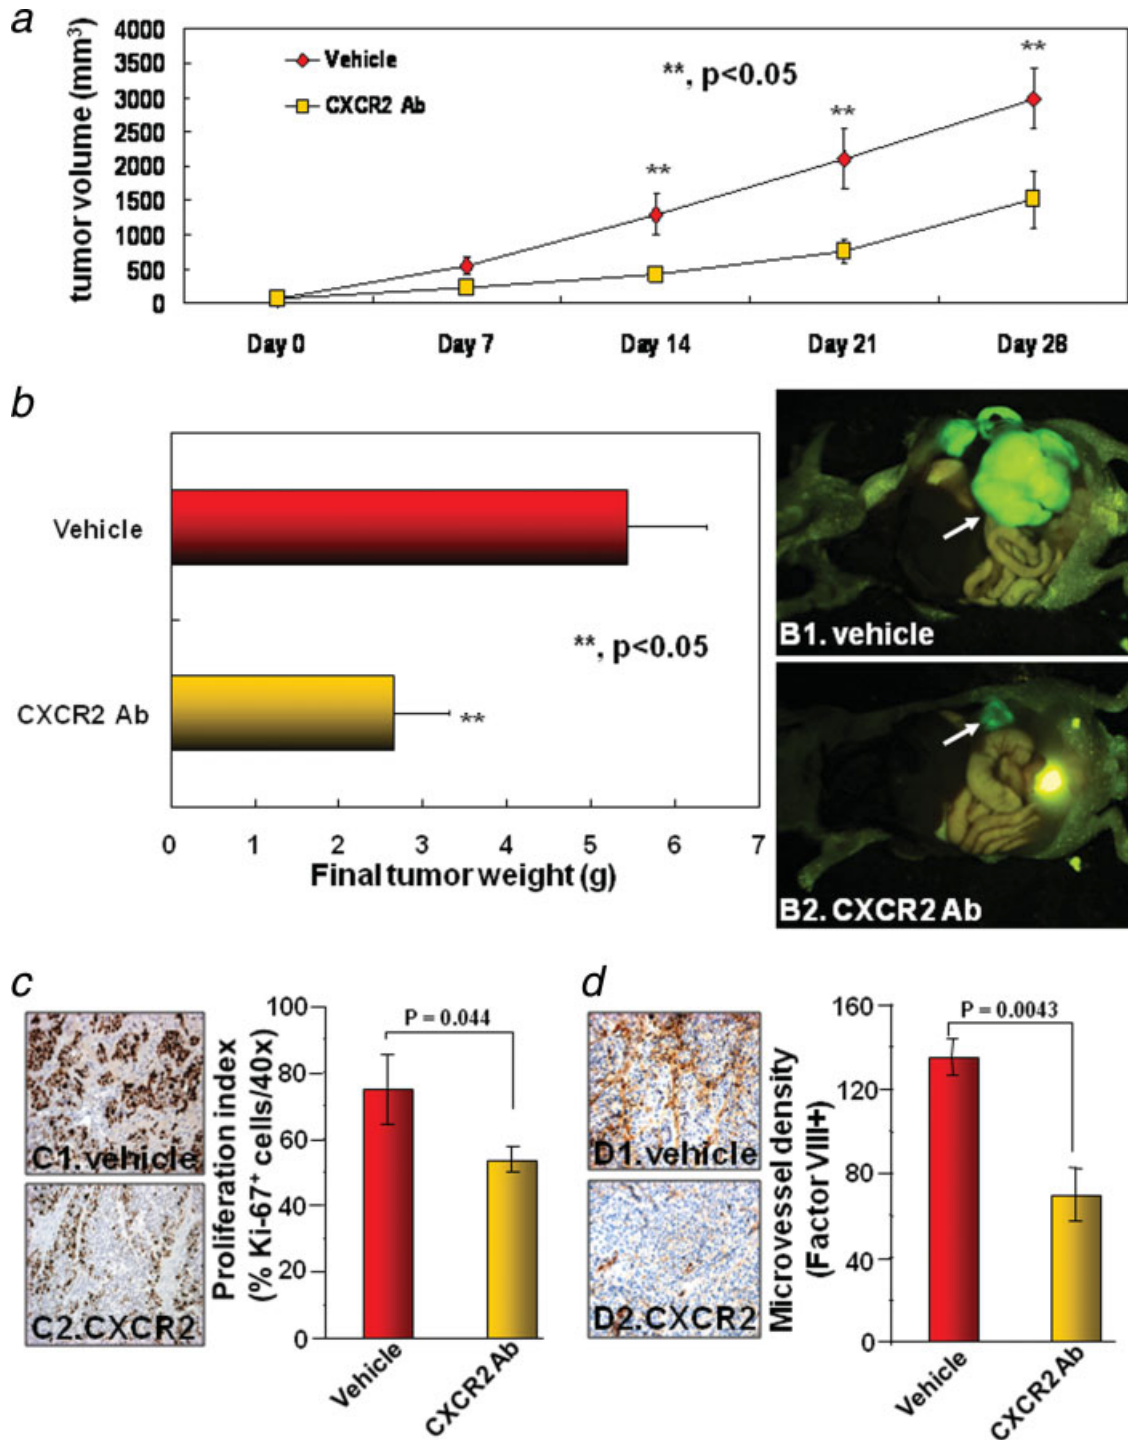 a
tumor volume (mm³)
4000
3500
3000
2500
2000
1500
1000
500
0
Vehicle
CXCR2 Ab
**, p<0.05
**
**
**
Day 0
Day 7
Day 14
Day 21
Day 28
b
Vehicle
CXCR2 Ab
**
**, p<0.05
0
1
2
3
4
5
6
7
Final tumor weight (g)
B1. vehicle
B2. CXCR2 Ab
c
C1.vehicle
C2.CXCR2
Proliferation index
(% Ki-67⁺ cells/40x)
100
80
60
40
20
0
P = 0.044
Vehicle
CXCR2 Ab
d
D1.vehicle
D2.CXCR2
Microvessel density
(Factor VIII+)
160
120
80
40
0
P = 0.0043
Vehicle
CXCR2 Ab